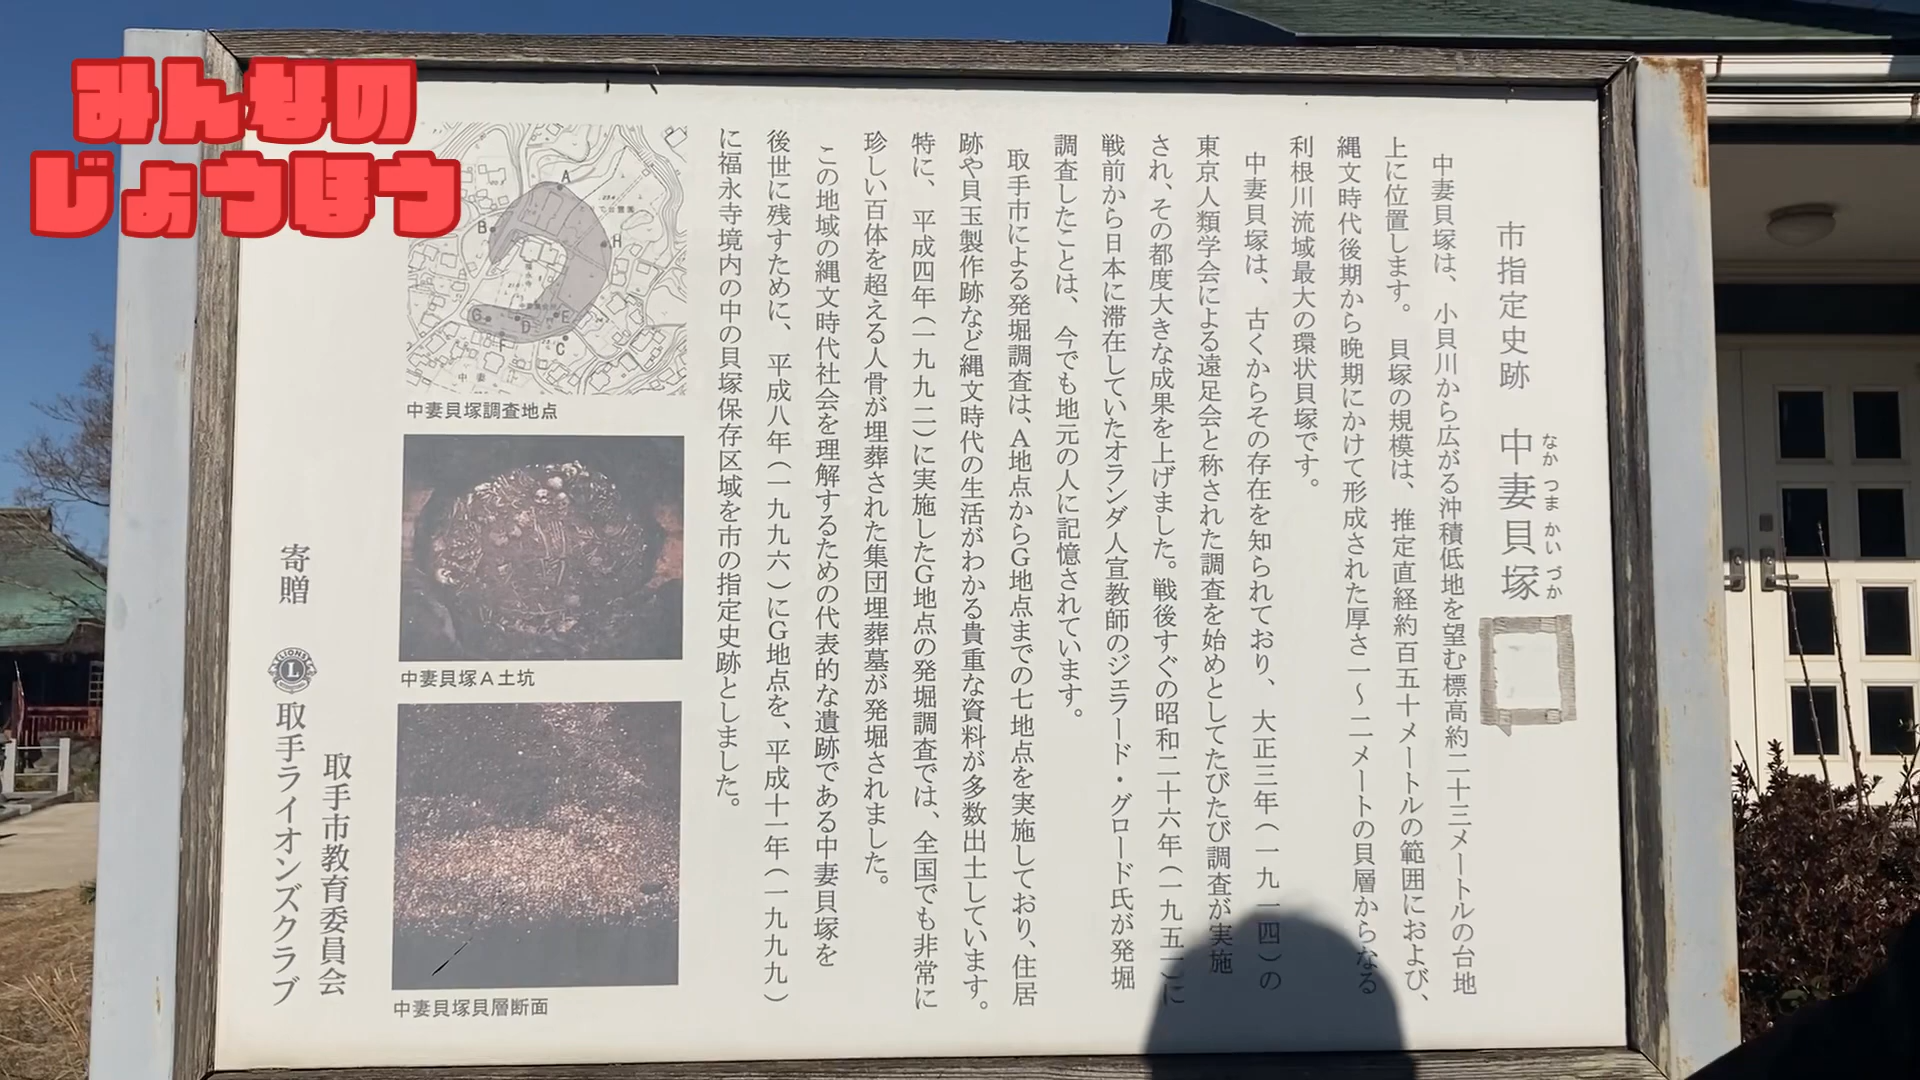 みんなの
じょうほう
市指定史跡 中妻貝塚
なか つま かい づか
中妻貝塚は、小貝川から広がる沖積低地を望む標高約二十三メートルの台地
上に位置します。貝塚の規模は、推定直経約百五十メートルの範囲におよび、
縄文時代後期から晩期にかけて形成された厚さ一〜二メートの貝層からなる
利根川流域最大の環状貝塚です。
中妻貝塚は、古くからその存在を知られており、大正三年(一九一四)の
東京人類学会による遠足会と称された調査を始めとしてたびたび調査が実施
され、その都度大きな成果を上げました。戦後すぐの昭和二十六年(一九五一)に
戦前から日本に滞在していたオランダ人宣教師のジェラード・グロード氏が発堀
調査したことは、今でも地元の人に記憶されています。
取手市による発掘調査は、A地点からG地点までの七地点を実施しており、住居
跡や貝玉製作跡など縄文時代の生活がわかる貴重な資料が多数出土しています。
特に、平成四年(一九九二)に実施したG地点の発掘調査では、全国でも非常に
珍しい百体を超える人骨が埋葬された集団埋葬墓が発掘されました。
この地域の縄文時代社会を理解するための代表的な遺跡である中妻貝塚を
後世に残すために、平成八年(一九九六)にG地点を、平成十一年(一九九九)
に福永寺境内の中の貝塚保存区域を市の指定史跡としました。
A
B
H
G
D
E
F
C
中妻
中妻貝塚調査地点
中妻貝塚A土坑
中妻貝塚貝層断面
取手市教育委員会
寄贈 LIONS L 取手ライオンズクラブ